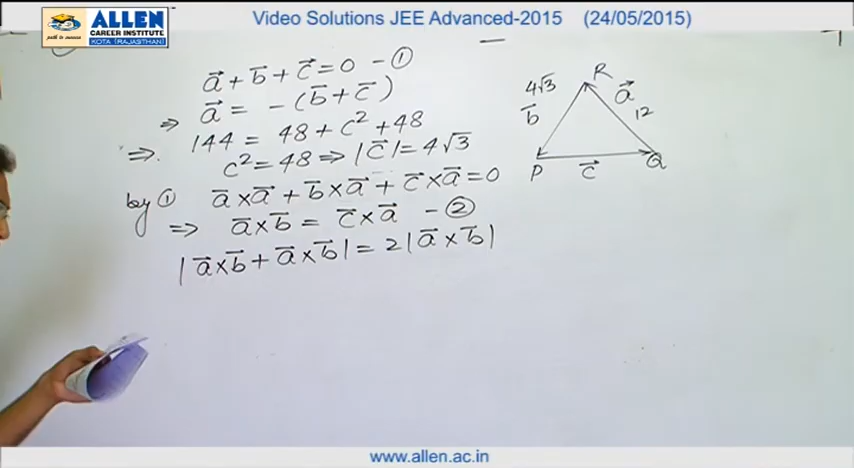 Video Solutions JEE Advanced-2015 (24/05/2015)
ALLEN
CAREER INSTITUTE
KOTA (RAJASTHAN)
path to success
a⃗ + b⃗ + c⃗ = 0 – ①
⇒ a⃗ = – (b⃗ + c⃗)
⇒ 144 = 48 + c² + 48
c² = 48 ⇒ |c⃗| = 4√3
by ① a⃗ × a⃗ + b⃗ × a⃗ + c⃗ × a⃗ = 0
⇒ a⃗ × b⃗ = c⃗ × a⃗ – ②
|a⃗ × b⃗ + a⃗ × b⃗| = 2|a⃗ × b⃗|
R
4√3 a⃗
b⃗ 12
P c⃗ Q
www.allen.ac.in